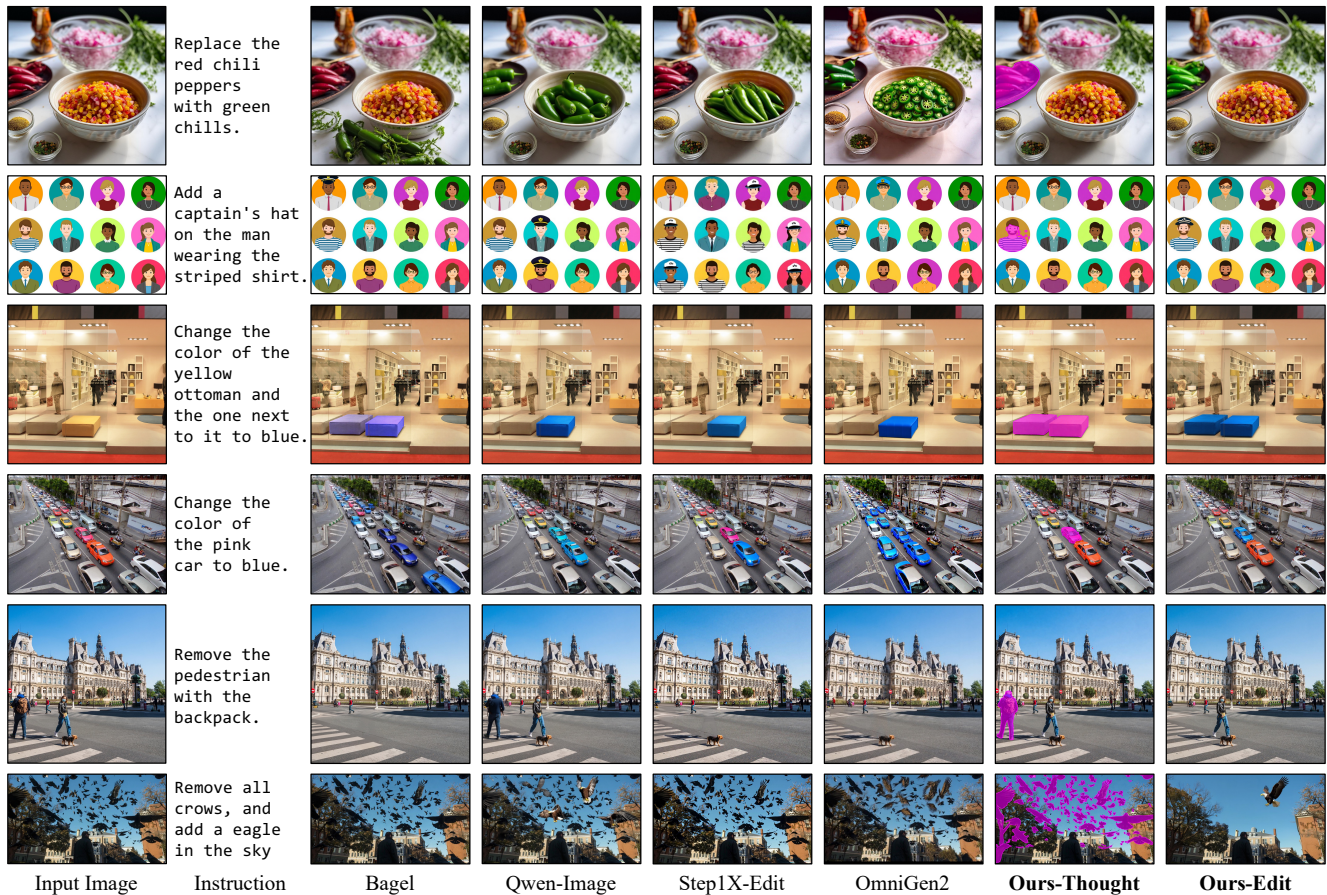 Replace the
red chili
peppers
with green
chills.
Add a
captain's hat
on the man
wearing the
striped shirt.
Change the
color of the
yellow
ottoman and
the one next
to it to blue.
Change the
color of
the pink
car to blue.
Remove the
pedestrian
with the
backpack.
Remove all
crows, and
add a eagle
in the sky
Input Image Instruction Bagel Qwen-Image Step1X-Edit OmniGen2 Ours-Thought Ours-Edit